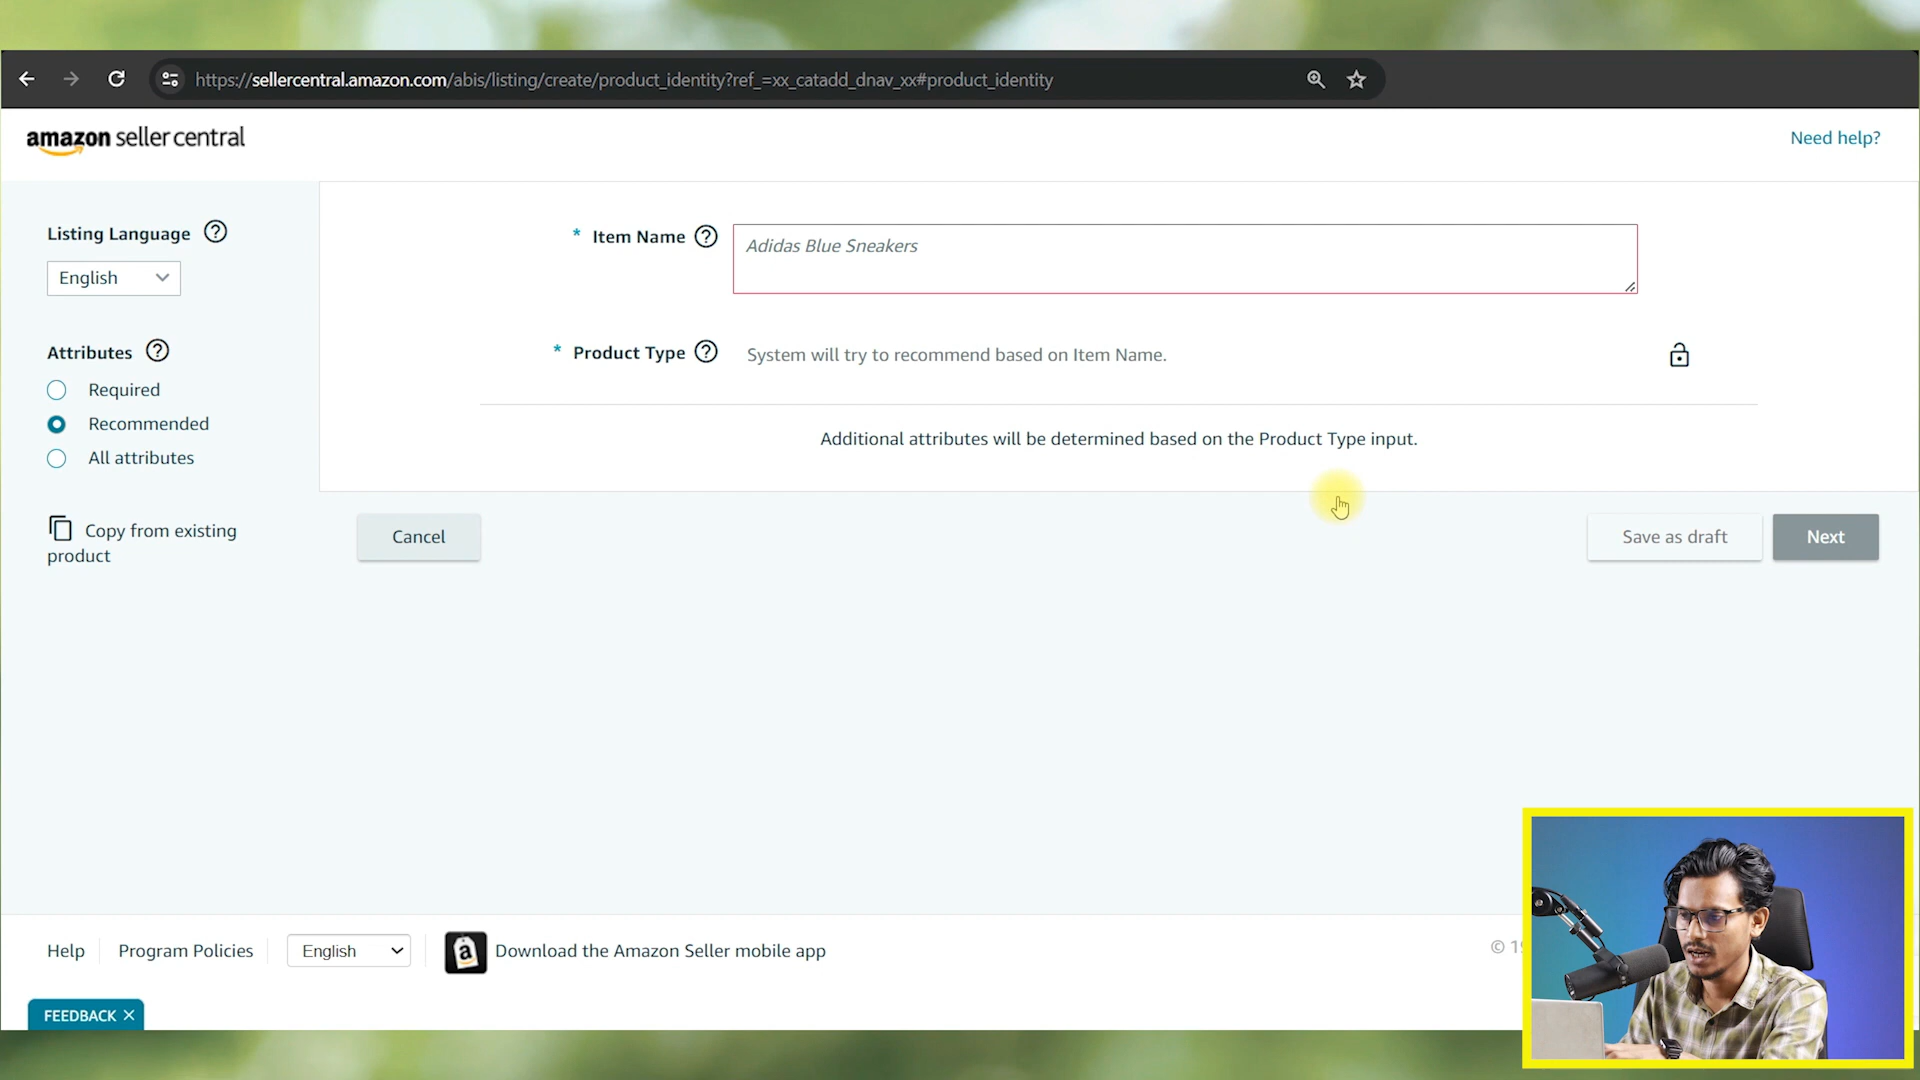 https://sellercentral.amazon.com/abis/listing/create/product_identity?ref_=xx_catadd_dnav_xx#product_identity
amazon seller central
Need help?
Listing Language
English
Attributes
Required
Recommended
All attributes
Copy from existing
product
* Item Name
Adidas Blue Sneakers
* Product Type
System will try to recommend based on Item Name.
Additional attributes will be determined based on the Product Type input.
Cancel
Save as draft
Next
Help
Program Policies
English
a
Download the Amazon Seller mobile app
©
FEEDBACK ×